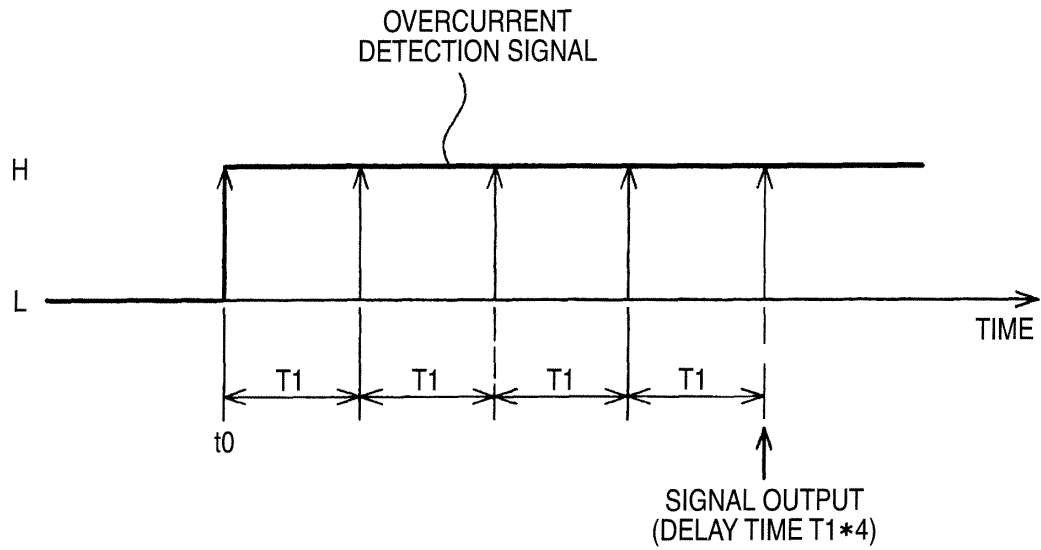 OVERCURRENT
DETECTION SIGNAL
H
L
TIME
T1 T1 T1 T1
t0
SIGNAL OUTPUT
(DELAY TIME T1*4)